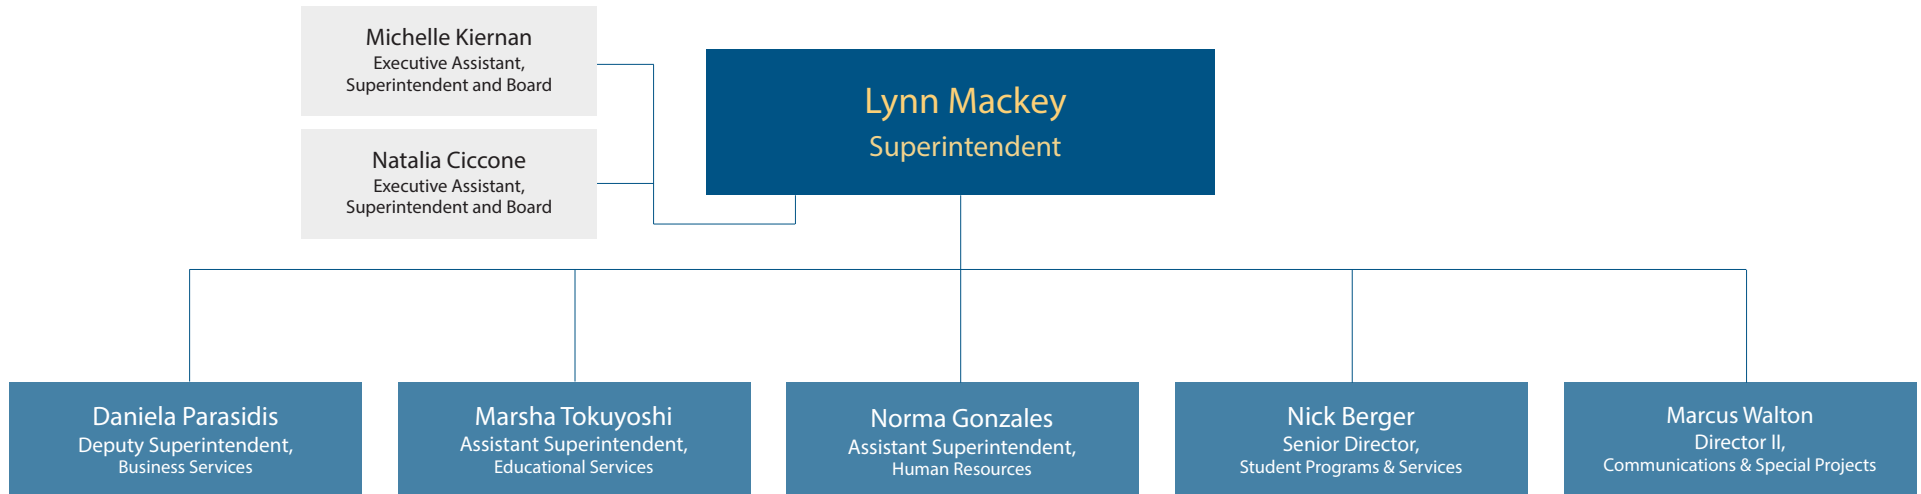 Michelle Kiernan
Executive Assistant,
Superintendent and Board
Natalia Ciccone
Executive Assistant,
Superintendent and Board
Lynn Mackey
Superintendent
Daniela Parasidis
Deputy Superintendent,
Business Services
Marsha Tokuyoshi
Assistant Superintendent,
Educational Services
Norma Gonzales
Assistant Superintendent,
Human Resources
Nick Berger
Senior Director,
Student Programs & Services
Marcus Walton
Director II,
Communications & Special Projects